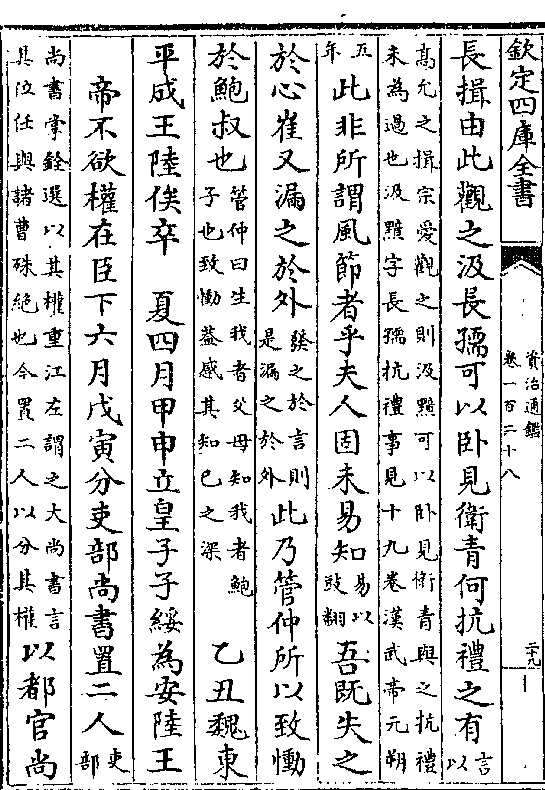 欽定四庫全書
資治通鑑
卷一百二十八
二十九
長揖由此觀之汲長孺可以卧見衛青何抗禮之有言以
高允之揖宗愛觀之則汲黯可以卧見衛青與之抗禮
未為過也汲黯字長孺抗禮事見十九卷漢武帝元朔
五年
此非所謂風節者乎夫人固未易知易以豉翻吾既失之
於心崔又漏之於外發之於言則是漏之於外此乃管仲所以致慟
於鮑叔也管仲曰生我者父母知我者鮑子也致慟蓋感其知己之深乙丑魏東
平成王陸俟卒 夏四月甲申立皇子子綏為安陸王
帝不欲權在臣下六月戊寅分吏部尚書置二人吏部
尚書掌銓選以其權重江左謂之大尚書言
其位任與諸曹殊絶也今置二人以分其權
以都官尚